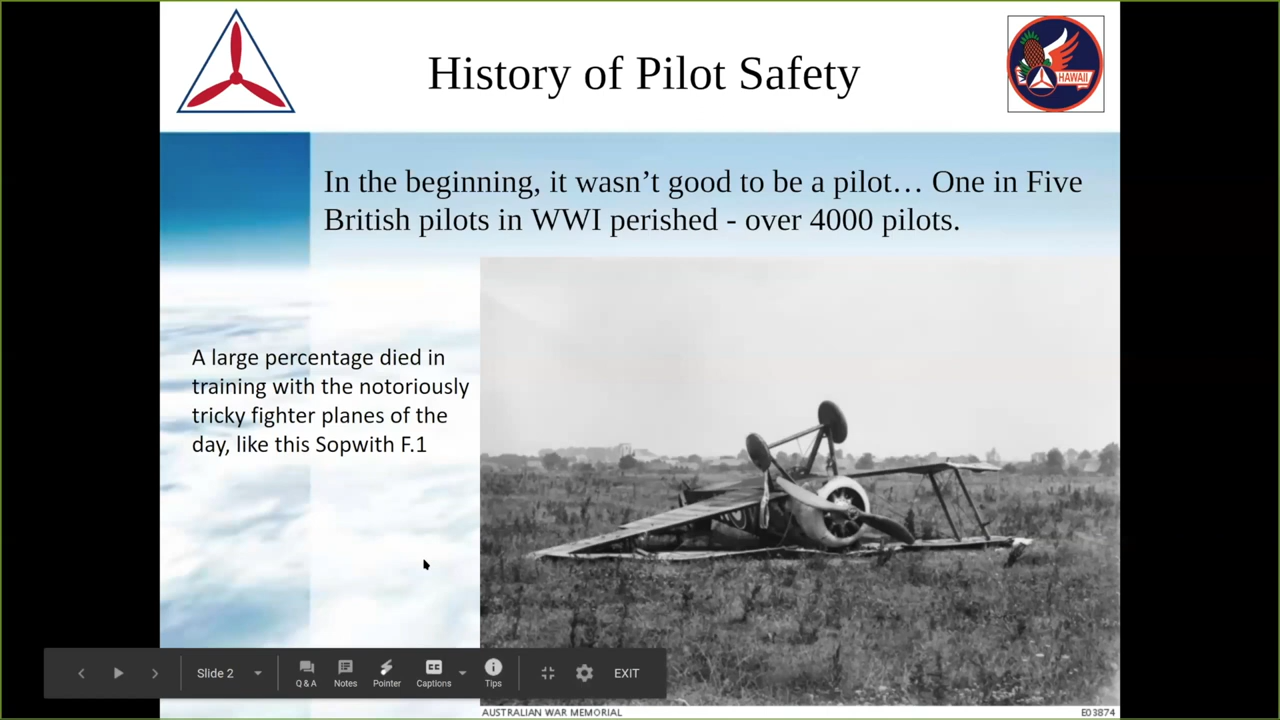 History of Pilot Safety
HAWAII
In the beginning, it wasn’t good to be a pilot… One in Five
British pilots in WWI perished - over 4000 pilots.
A large percentage died in
training with the notoriously
tricky fighter planes of the
day, like this Sopwith F.1
Slide 2
Q & A
Notes
Pointer
CC
Captions
Tips
EXIT
AUSTRALIAN WAR MEMORIAL
E03874